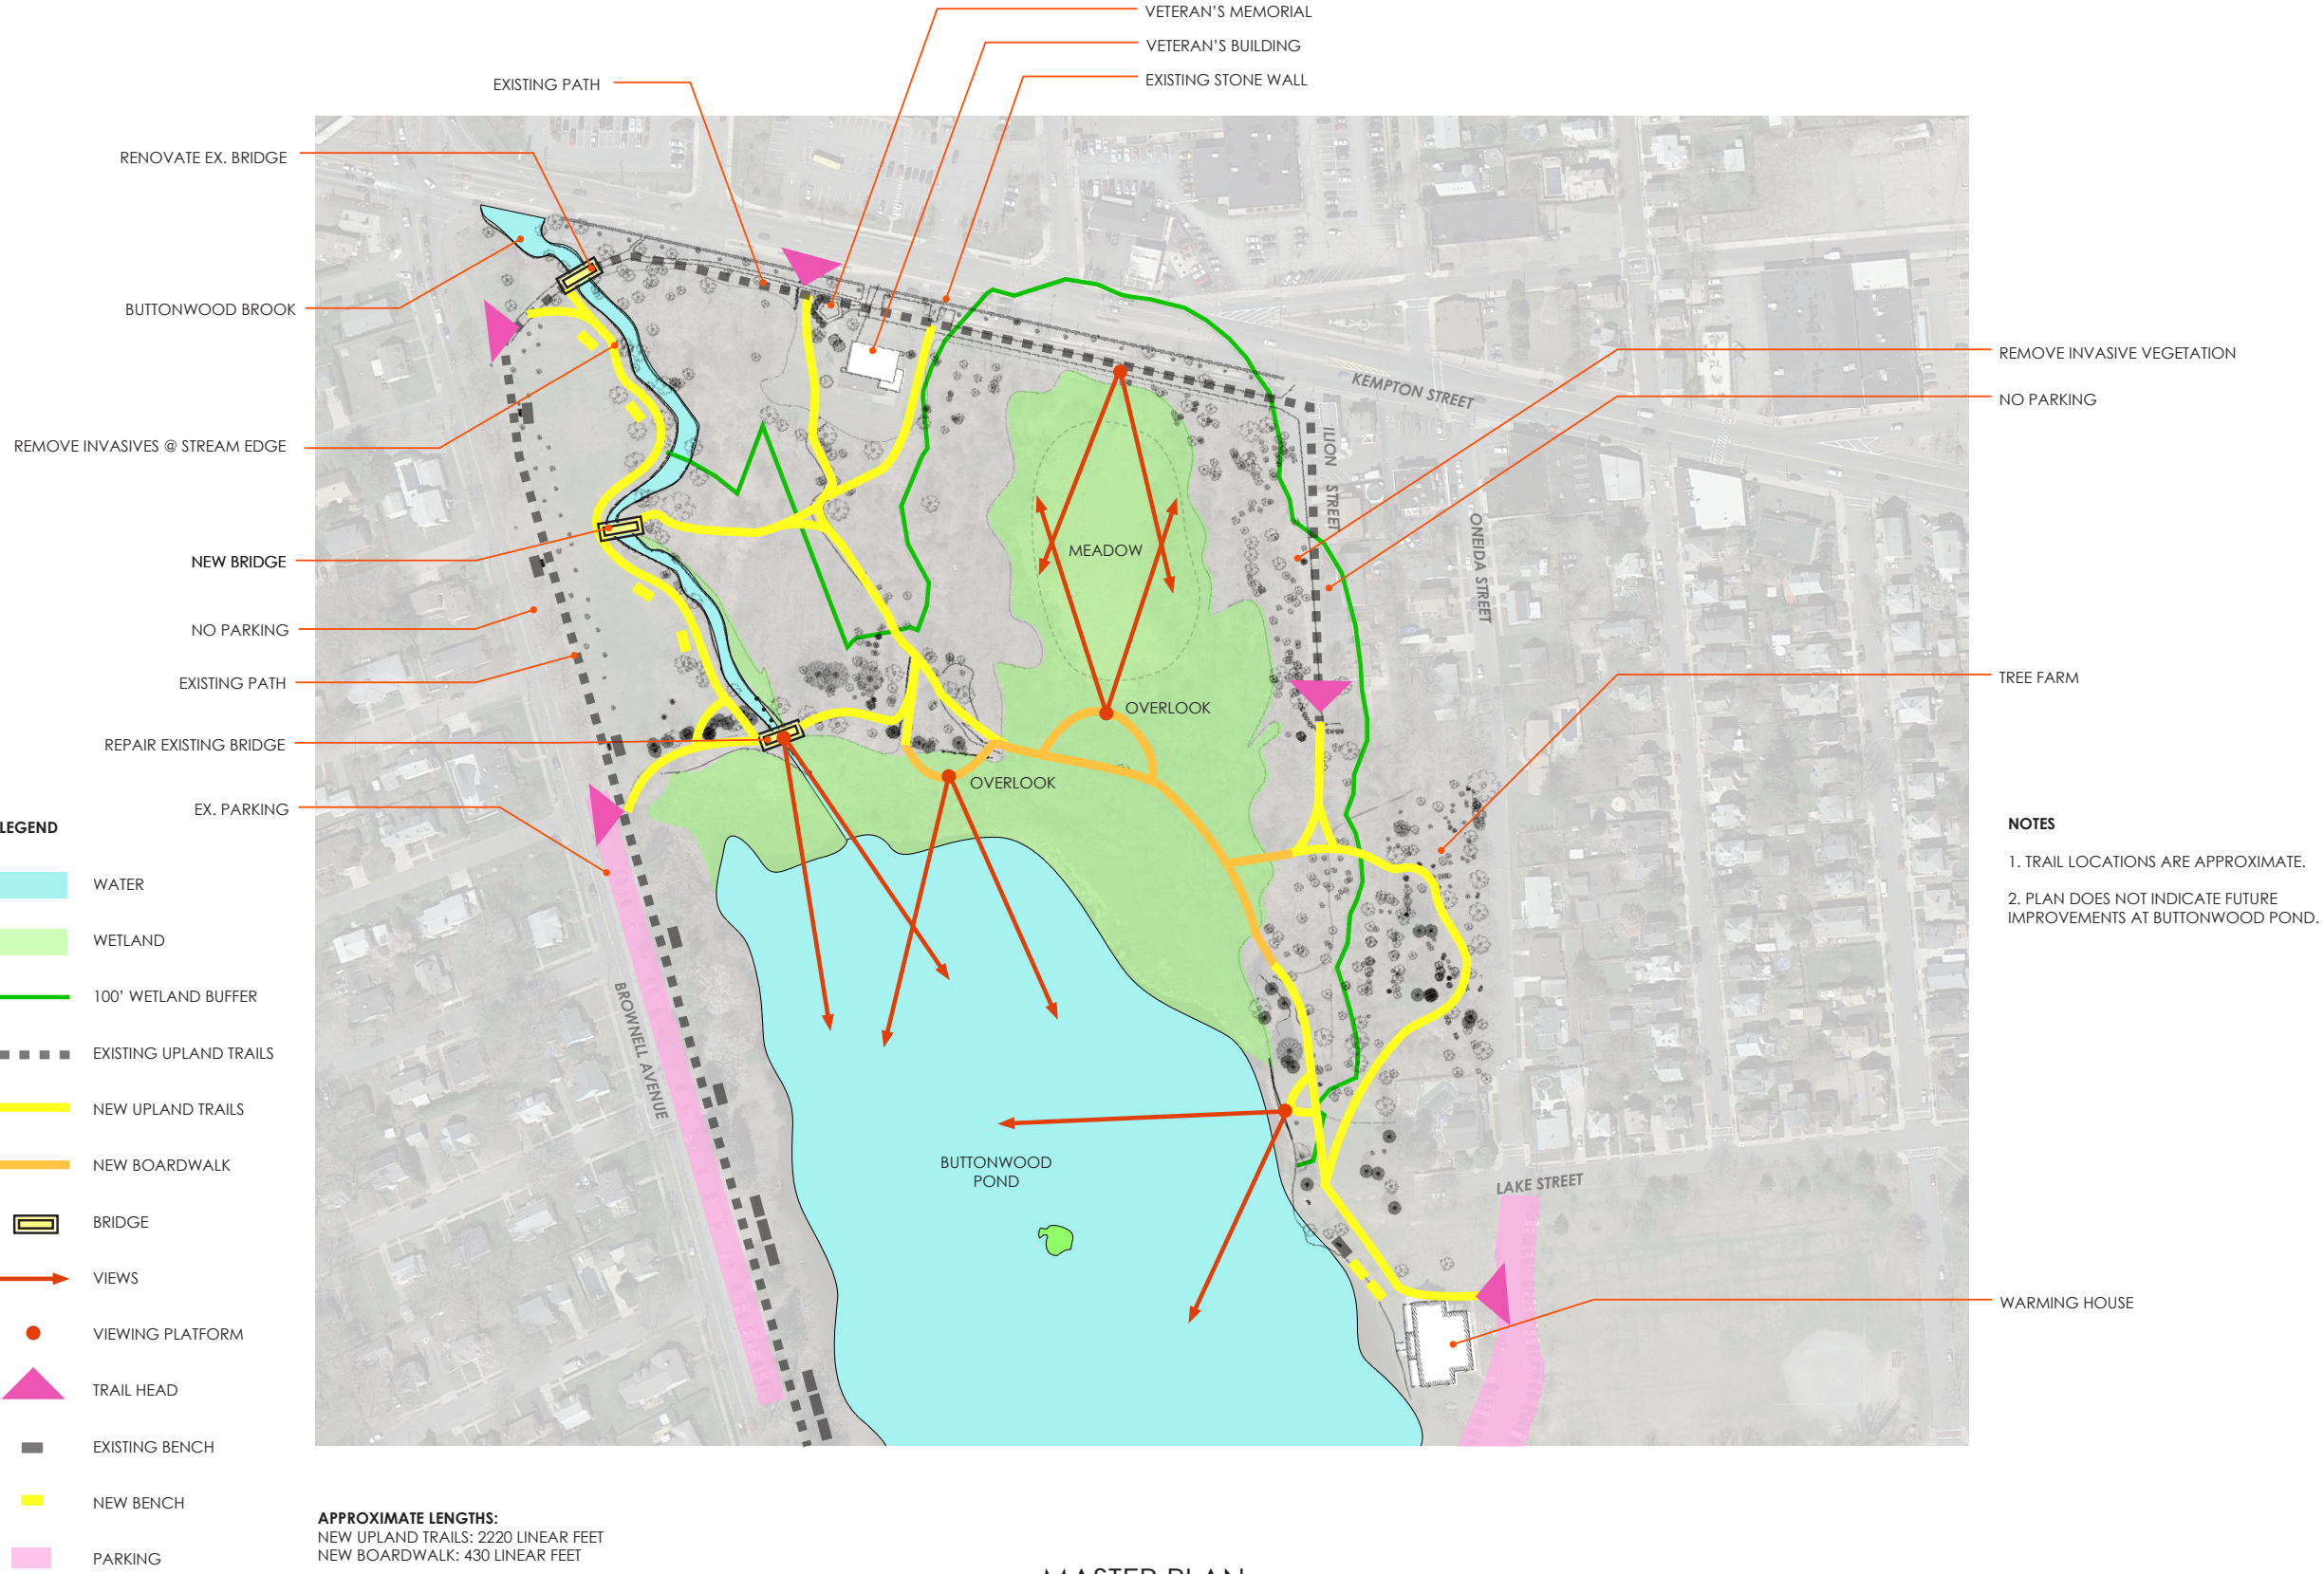 VETERAN'S MEMORIAL
VETERAN'S BUILDING
EXISTING STONE WALL
EXISTING PATH
RENOVATE EX. BRIDGE
BUTTONWOOD BROOK
REMOVE INVASIVES @ STREAM EDGE
NEW BRIDGE
NO PARKING
EXISTING PATH
REPAIR EXISTING BRIDGE
EX. PARKING
REMOVE INVASIVE VEGETATION
NO PARKING
TREE FARM
WARMING HOUSE
KEMPTON STREET
ILION STREET
ONEIDA STREET
MEADOW
OVERLOOK
OVERLOOK
BROWNELL AVENUE
BUTTONWOOD
POND
LAKE STREET
LEGEND
WATER
WETLAND
100' WETLAND BUFFER
EXISTING UPLAND TRAILS
NEW UPLAND TRAILS
NEW BOARDWALK
BRIDGE
VIEWS
VIEWING PLATFORM
TRAIL HEAD
EXISTING BENCH
NEW BENCH
PARKING
NOTES
1. TRAIL LOCATIONS ARE APPROXIMATE.
2. PLAN DOES NOT INDICATE FUTURE
IMPROVEMENTS AT BUTTONWOOD POND.
APPROXIMATE LENGTHS:
NEW UPLAND TRAILS: 2220 LINEAR FEET
NEW BOARDWALK: 430 LINEAR FEET
MASTER PLAN